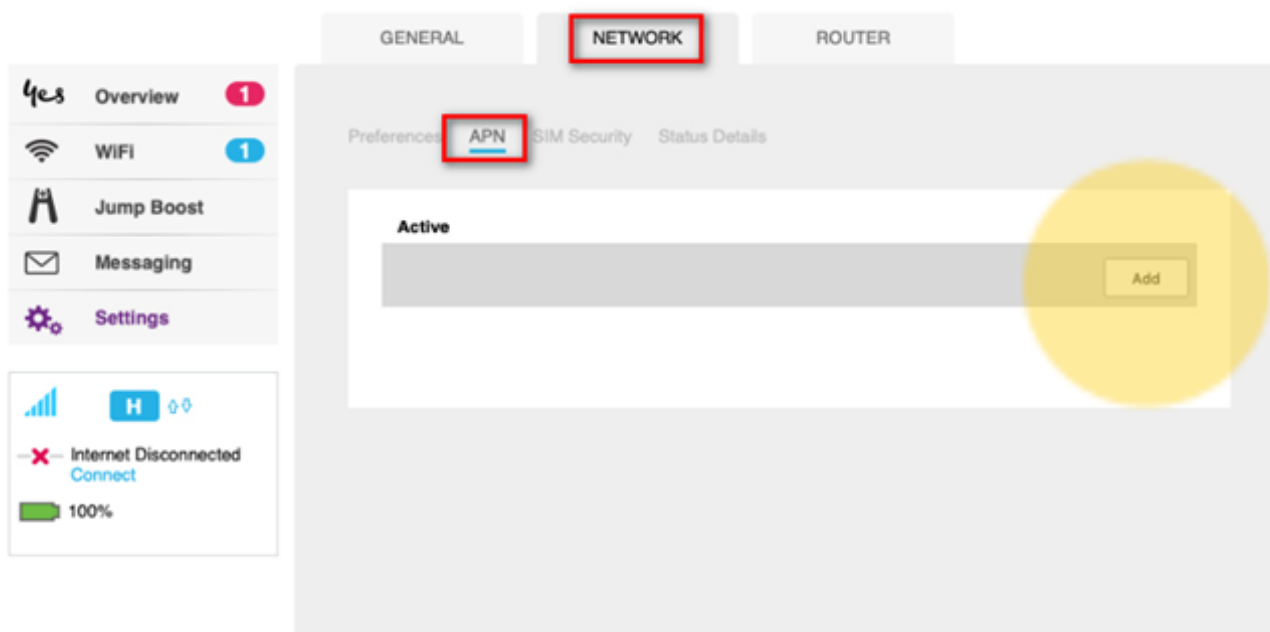 GENERAL
NETWORK
ROUTER
yes Overview 1
WiFi 1
Jump Boost
Messaging
Settings
H
Internet Disconnected
Connect
100%
Preferences APN SIM Security Status Details
Active
Add